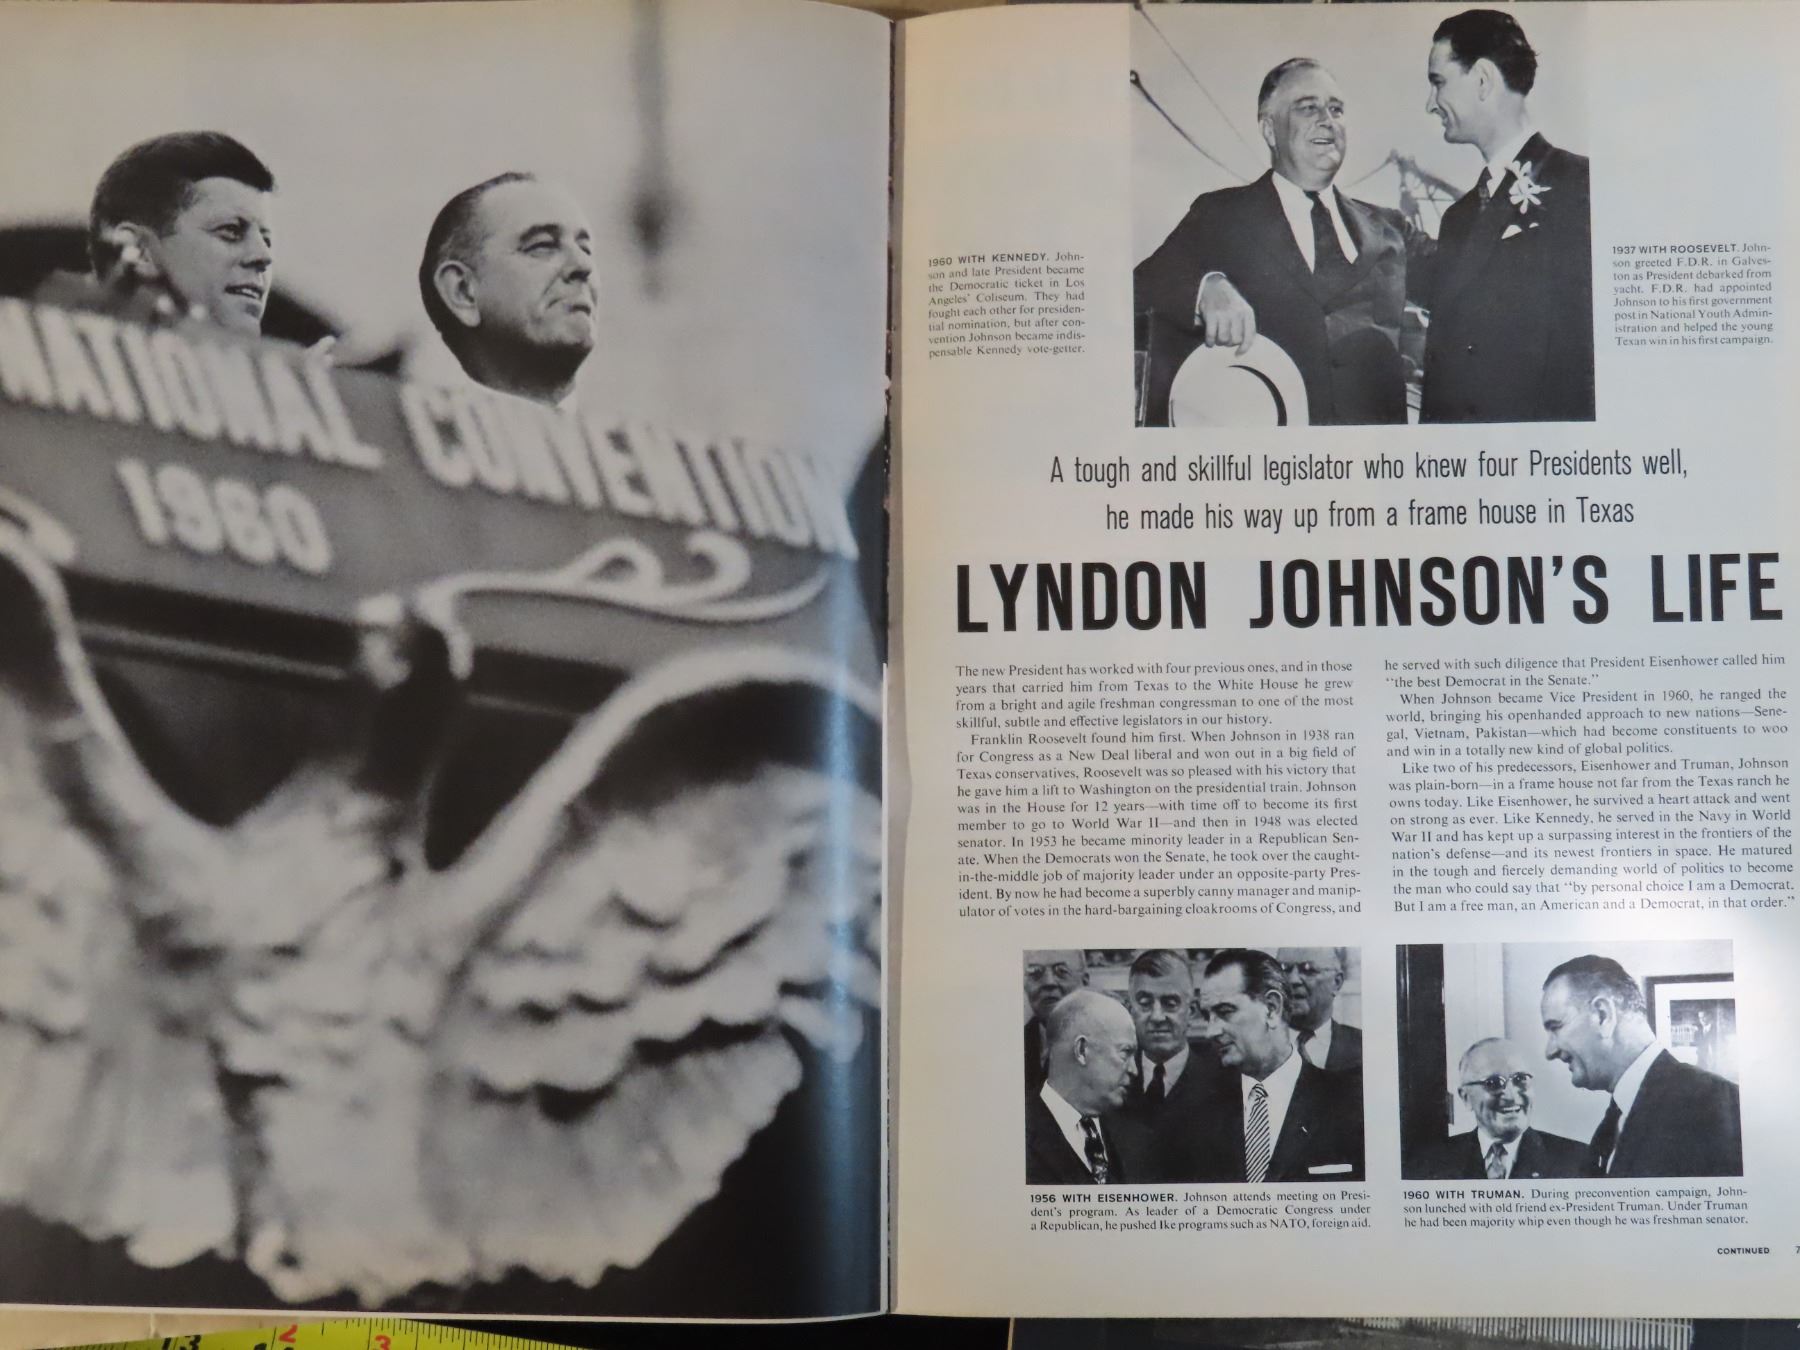 NATIONAL CONVENTION
1960
1960 WITH KENNEDY. John-
son and late President became
the Democratic ticket in Los
Angeles' Coliseum. They had
fought each other for presiden-
tial nomination, but after con-
vention Johnson became indis-
pensable Kennedy vote-getter.
1937 WITH ROOSEVELT. John-
son greeted F.D.R. in Galves-
ton as President debarked from
yacht. F.D.R. had appointed
Johnson to his first government
post in National Youth Admin-
istration and helped the young
Texan win in his first campaign.
A tough and skillful legislator who knew four Presidents well,
he made his way up from a frame house in Texas
LYNDON JOHNSON'S LIFE
The new President has worked with four previous ones, and in those
years that carried him from Texas to the White House he grew
from a bright and agile freshman congressman to one of the most
skillful, subtle and effective legislators in our history.
Franklin Roosevelt found him first. When Johnson in 1938 ran
for Congress as a New Deal liberal and won out in a big field of
Texas conservatives, Roosevelt was so pleased with his victory that
he gave him a lift to Washington on the presidential train. Johnson
was in the House for 12 years—with time off to become its first
member to go to World War II—and then in 1948 was elected
senator. In 1953 he became minority leader in a Republican Sen-
ate. When the Democrats won the Senate, he took over the caught-
in-the-middle job of majority leader under an opposite-party Pres-
ident. By now he had become a superbly canny manager and manip-
ulator of votes in the hard-bargaining cloakrooms of Congress, and
he served with such diligence that President Eisenhower called him
"the best Democrat in the Senate."
When Johnson became Vice President in 1960, he ranged the
world, bringing his openhanded approach to new nations—Sene-
gal, Vietnam, Pakistan—which had become constituents to woo
and win in a totally new kind of global politics.
Like two of his predecessors, Eisenhower and Truman, Johnson
was plain-born—in a frame house not far from the Texas ranch he
owns today. Like Eisenhower, he survived a heart attack and went
on strong as ever. Like Kennedy, he served in the Navy in World
War II and has kept up a surpassing interest in the frontiers of the
nation's defense—and its newest frontiers in space. He matured
in the tough and fiercely demanding world of politics to become
the man who could say that "by personal choice I am a Democrat.
But I am a free man, an American and a Democrat, in that order."
1956 WITH EISENHOWER. Johnson attends meeting on Presi-
dent's program. As leader of a Democratic Congress under
a Republican, he pushed Ike programs such as NATO, foreign aid.
1960 WITH TRUMAN. During preconvention campaign, John-
son lunched with old friend ex-President Truman. Under Truman
he had been majority whip even though he was freshman senator.
CONTINUED 7
2 3